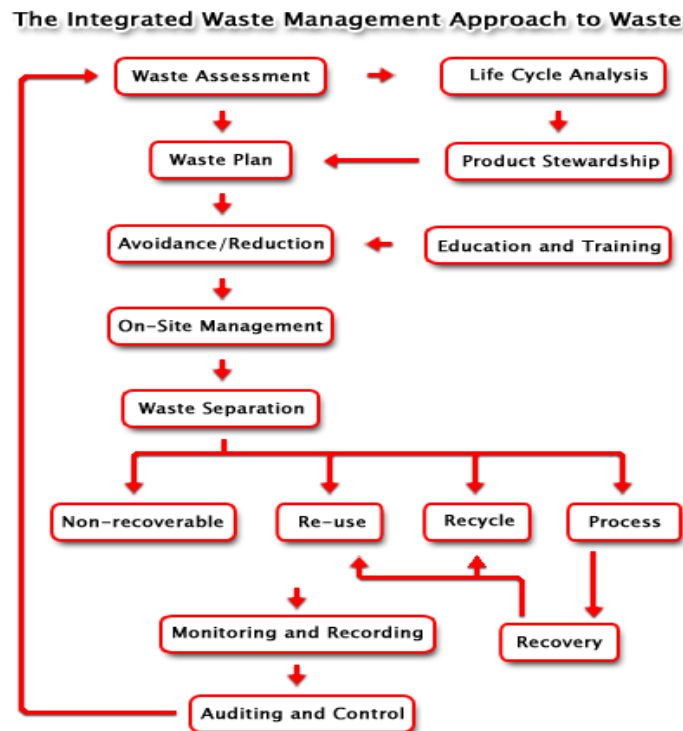 The Integrated Waste Management Approach to Waste
Waste Assessment
Life Cycle Analysis
Waste Plan
Product Stewardship
Avoidance/Reduction
Education and Training
On-Site Management
Waste Separation
Non-recoverable
Re-use
Recycle
Process
Monitoring and Recording
Recovery
Auditing and Control